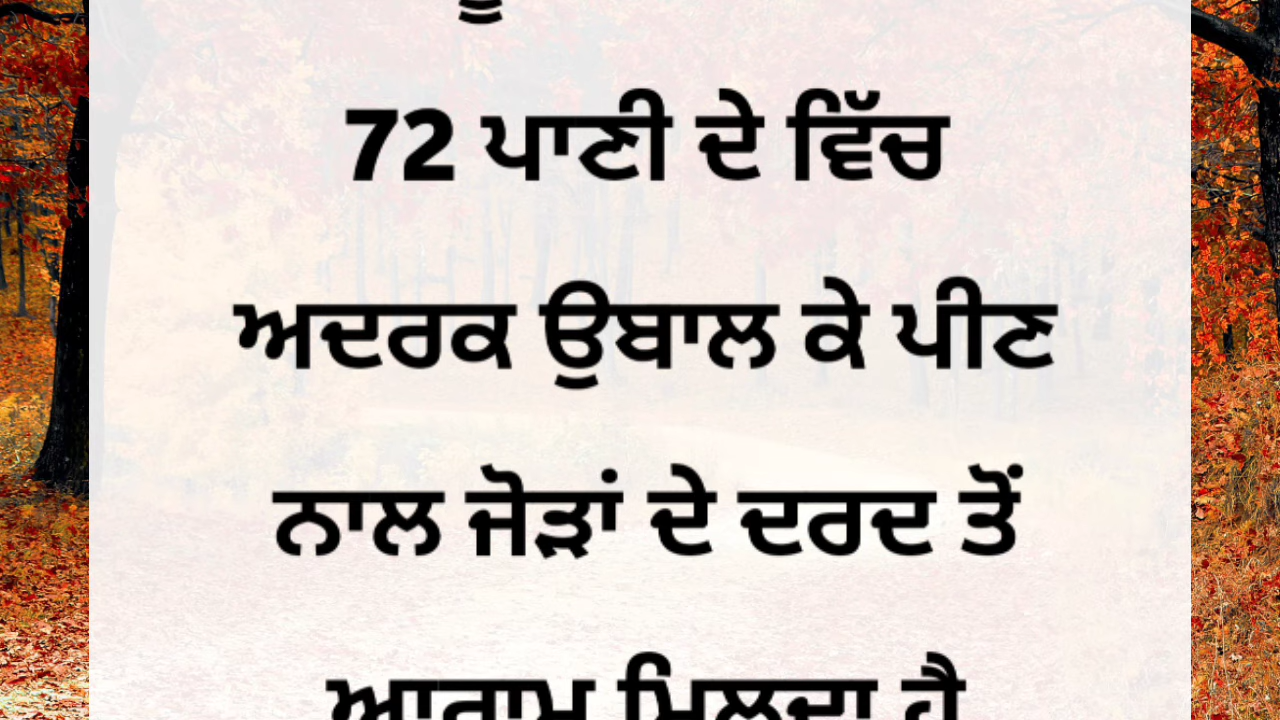 72 ਪਾਣੀ ਦੇ ਵਿੱਚ
ਅਦਰਕ ਉਬਾਲ ਕੇ ਪੀਣ
ਨਾਲ ਜੋੜਾਂ ਦੇ ਦਰਦ ਤੋਂ
ਆਰਾਮ ਮਿਲਦਾ ਹੈ